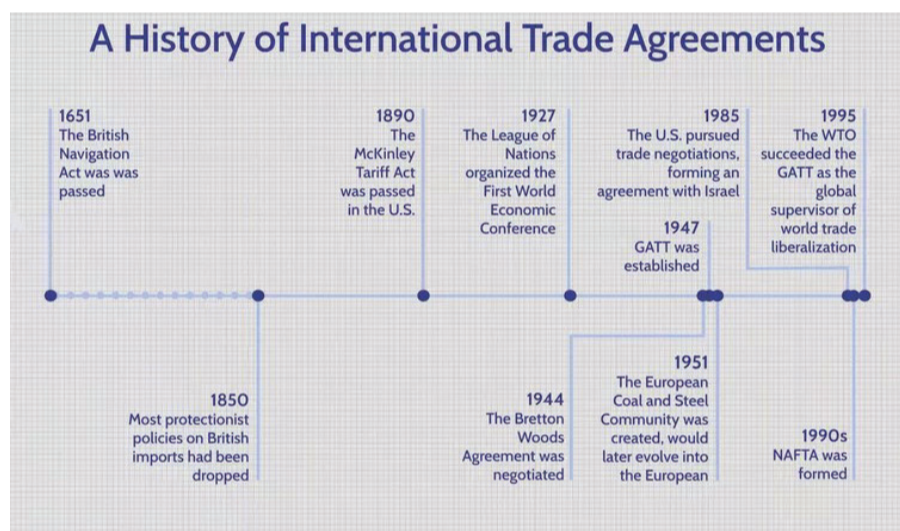 A History of International Trade Agreements
1651
The British
Navigation
Act was was
passed
1890
The
McKinley
Tariff Act
was passed
in the U.S.
1927
The League of
Nations
organized the
First World
Economic
Conference
1985
The U.S. pursued
trade negotiations,
forming an
agreement with Israel
1995
The WTO
succeeded the
GATT as the
global
supervisor of
world trade
liberalization
1947
GATT was
established
1850
Most protectionist
policies on British
imports had been
dropped
1944
The Bretton
Woods
Agreement was
negotiated
1951
The European
Coal and Steel
Community was
created, would
later evolve into
the European
1990s
NAFTA was
formed